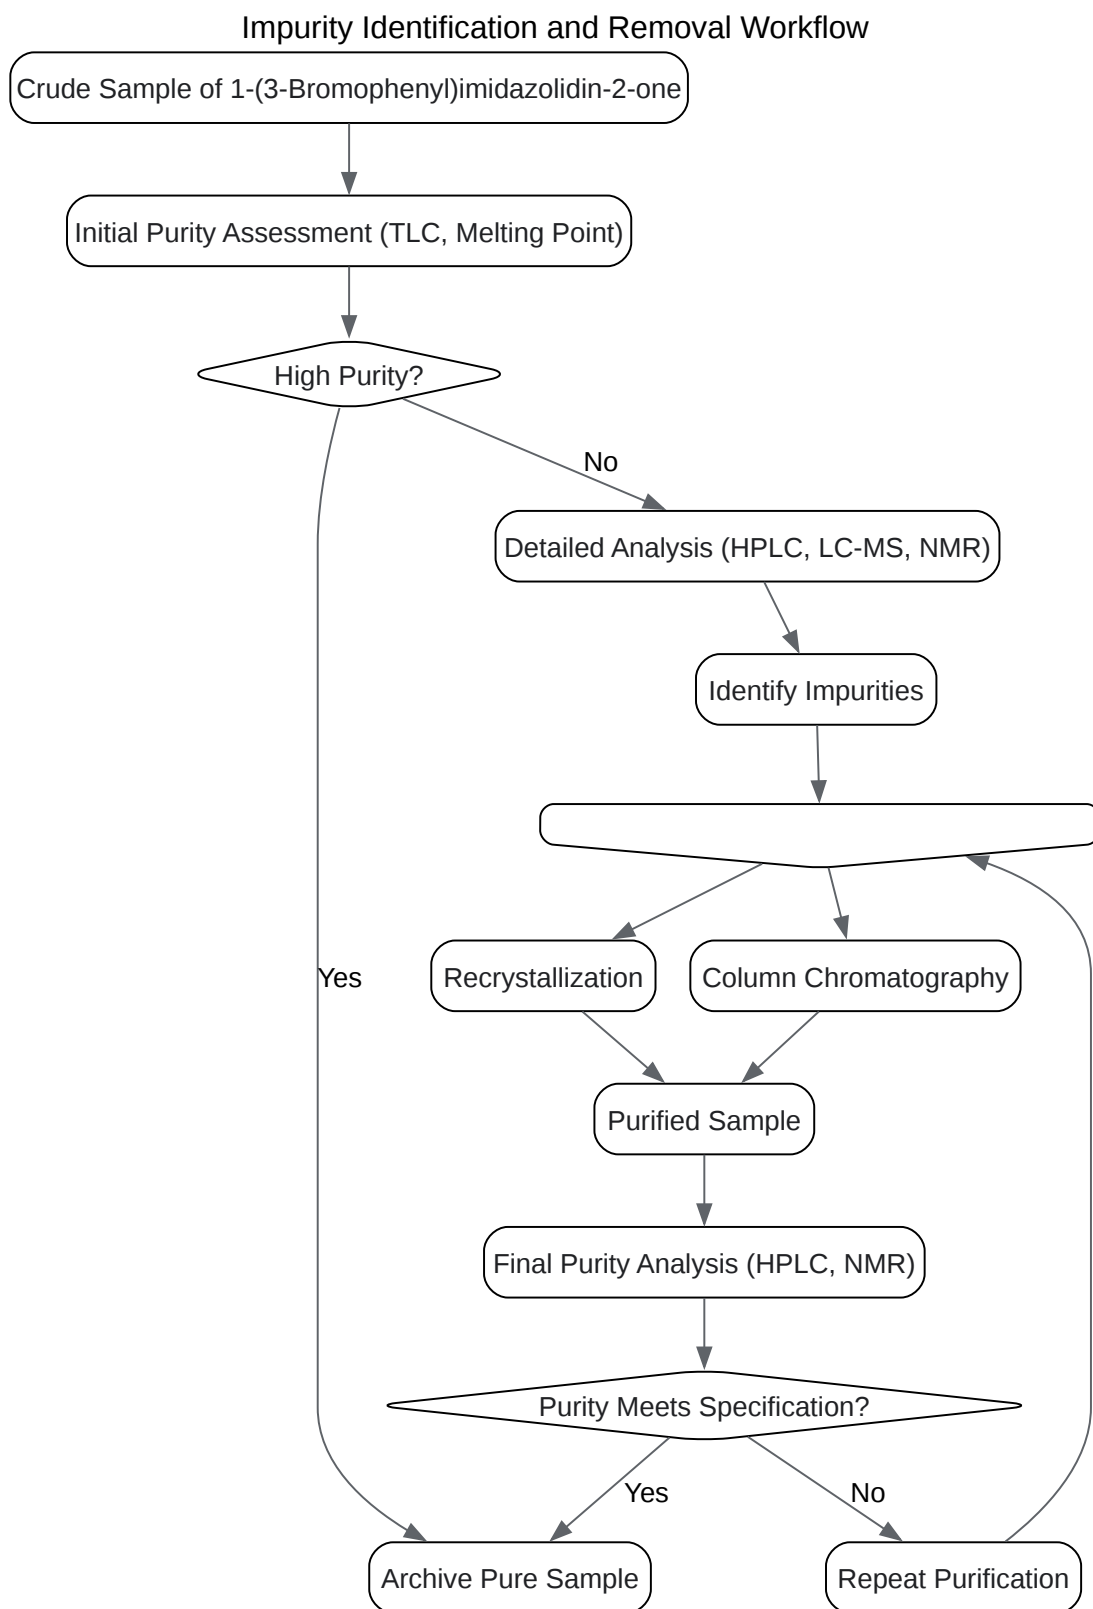 Impurity Identification and Removal Workflow
Crude Sample of 1-(3-Bromophenyl)imidazolidin-2-one
Initial Purity Assessment (TLC, Melting Point)
High Purity?
No
Detailed Analysis (HPLC, LC-MS, NMR)
Identify Impurities
Recrystallization
Column Chromatography
Yes
Purified Sample
Final Purity Analysis (HPLC, NMR)
Purity Meets Specification?
Yes
No
Archive Pure Sample
Repeat Purification